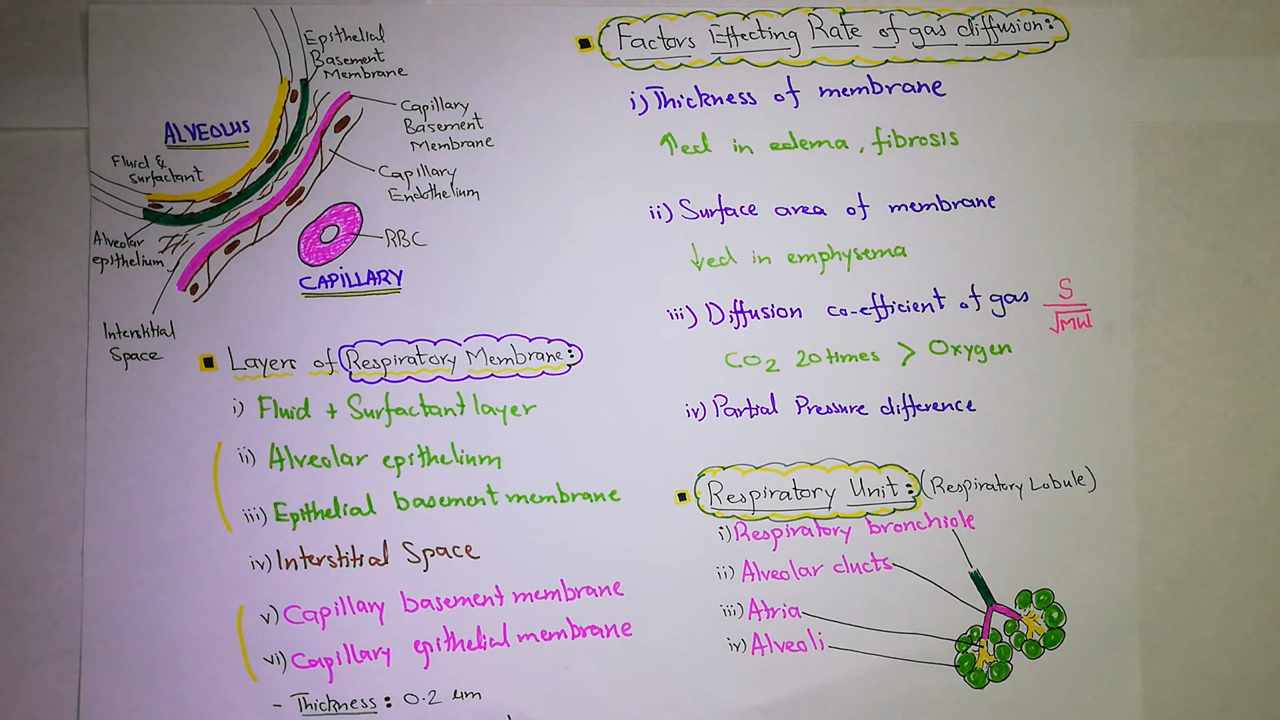 Epithelial
Basement
Membrane
Capillary
Basement
Membrane
Capillary
Endothelium
ALVEOLUS
Fluid &
surfactant
Alveolar
epithelium
RBC
CAPILLARY
Interstitial
Space
Layers of Respiratory Membrane:
i) Fluid + Surfactant layer
ii) Alveolar epithelium
iii) Epithelial basement membrane
iv) Interstitial Space
v) Capillary basement membrane
vi) Capillary epithelial membrane
- Thickness: 0.2 um
Factors Effecting Rate of gas diffusion:
i) Thickness of membrane
↑ed in edema, fibrosis
ii) Surface area of membrane
↓ed in emphysema
iii) Diffusion co-efficient of gas S/√MW
CO2 20 times > Oxygen
iv) Partial Pressure difference
Respiratory Unit: (Respiratory Lobule)
i) Respiratory bronchiole
ii) Alveolar ducts
iii) Atria
iv) Alveoli